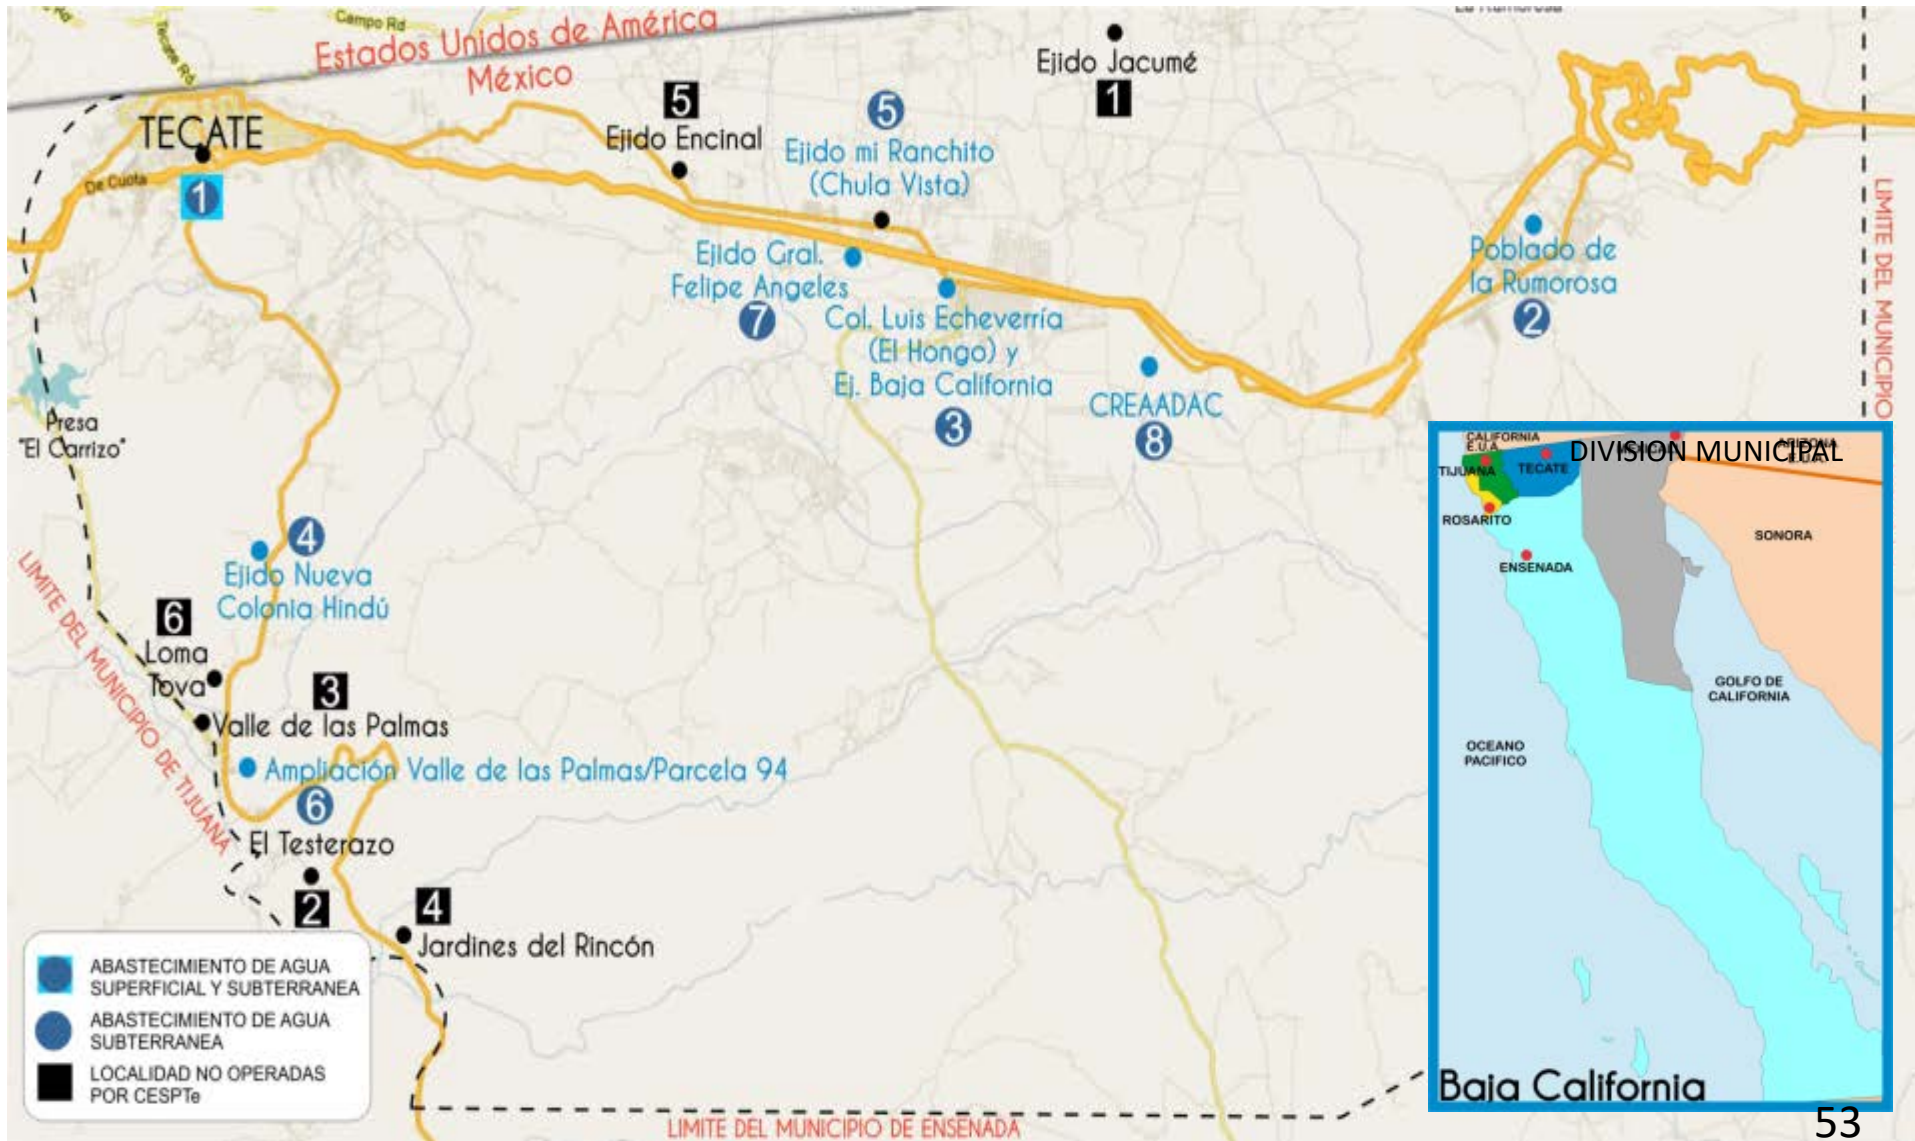 Campo Rd
Tecate Rd
Estados Unidos de América
México
TECATE
1
De Cuota
5
Ejido Encinal
5
Ejido mi Ranchito
(Chula Vista)
Ejido Jacumé
1
Ejido Gral.
Felipe Angeles
7
Col. Luis Echeverría
(El Hongo) y
Ej. Baja California
3
CREAADAC
8
Poblado de
la Rumorosa
2
LIMITE DEL MUNICIPIO
Presa
"El Carrizo"
4
Ejido Nueva
Colonia Hindú
6
Loma
Tova
3
Valle de las Palmas
Ampliación Valle de las Palmas/Parcela 94
6
El Testerazo
2
4
Jardines del Rincón
LIMITE DEL MUNICIPIO DE TIJUANA
LIMITE DEL MUNICIPIO DE ENSENADA
ABASTECIMIENTO DE AGUA
SUPERFICIAL Y SUBTERRANEA
ABASTECIMIENTO DE AGUA
SUBTERRANEA
LOCALIDAD NO OPERADAS
POR CESPTe
DIVISION MUNICIPAL
CALIFORNIA
E.U.A.
TIJUANA
TECATE
ARIZONA
E.U.A.
ROSARITO
ENSENADA
SONORA
GOLFO DE
CALIFORNIA
OCEANO
PACIFICO
Baja California
53